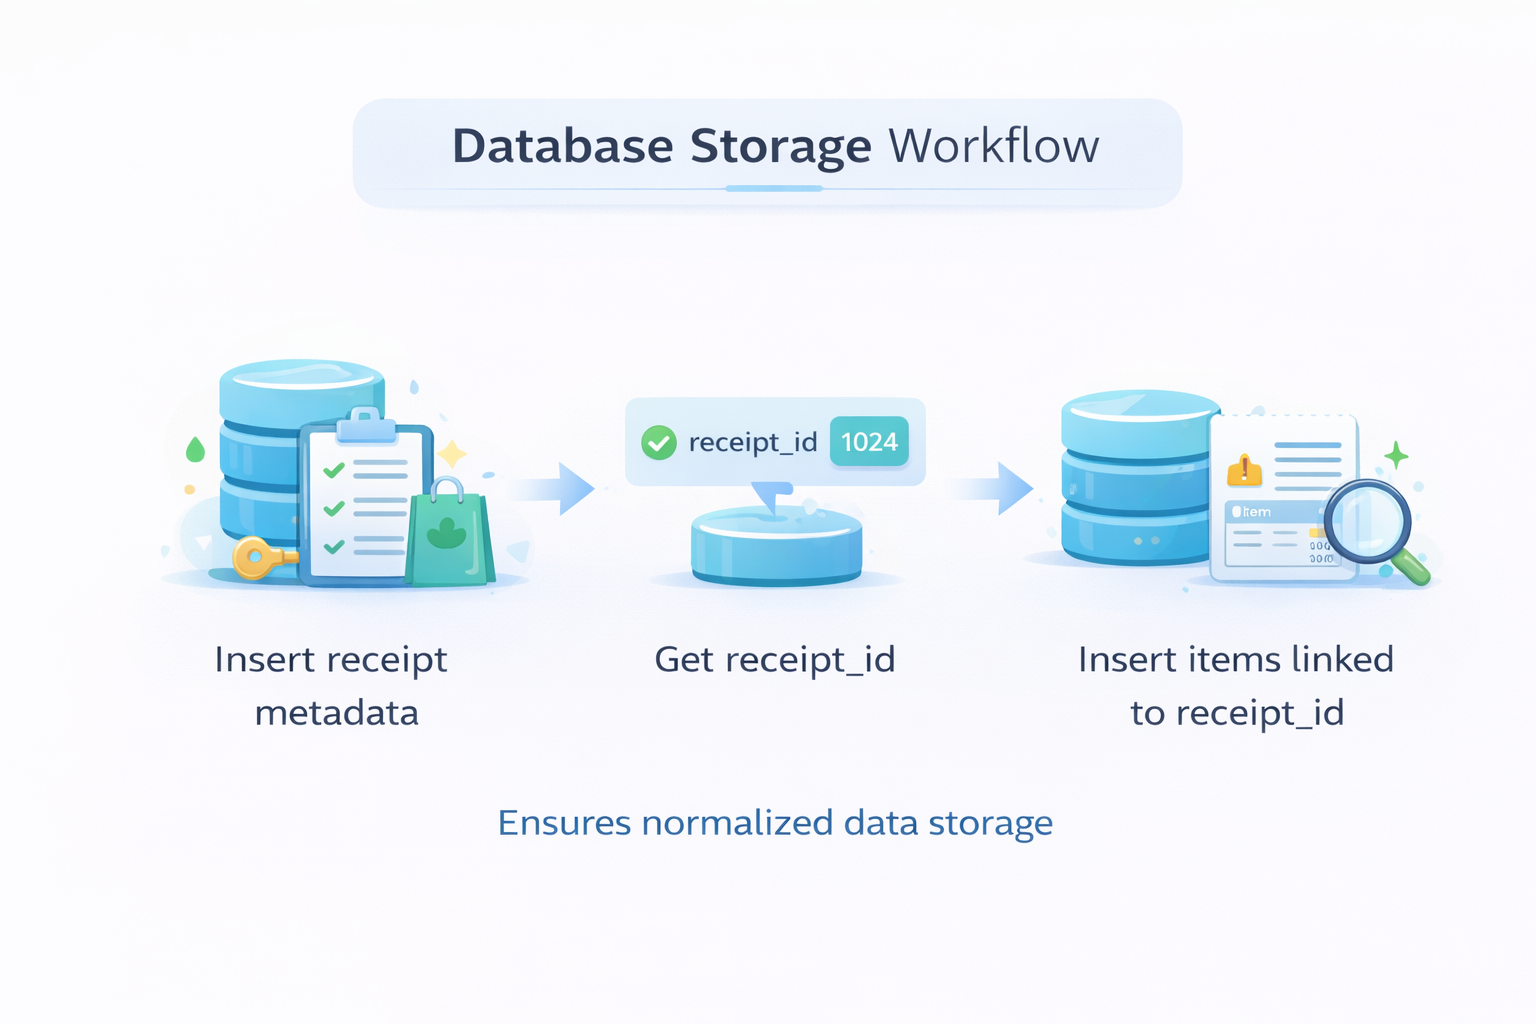 Database Storage Workflow
receipt_id 1024
Insert receipt
metadata
Get receipt_id
Insert items linked
to receipt_id
Item
Ensures normalized data storage